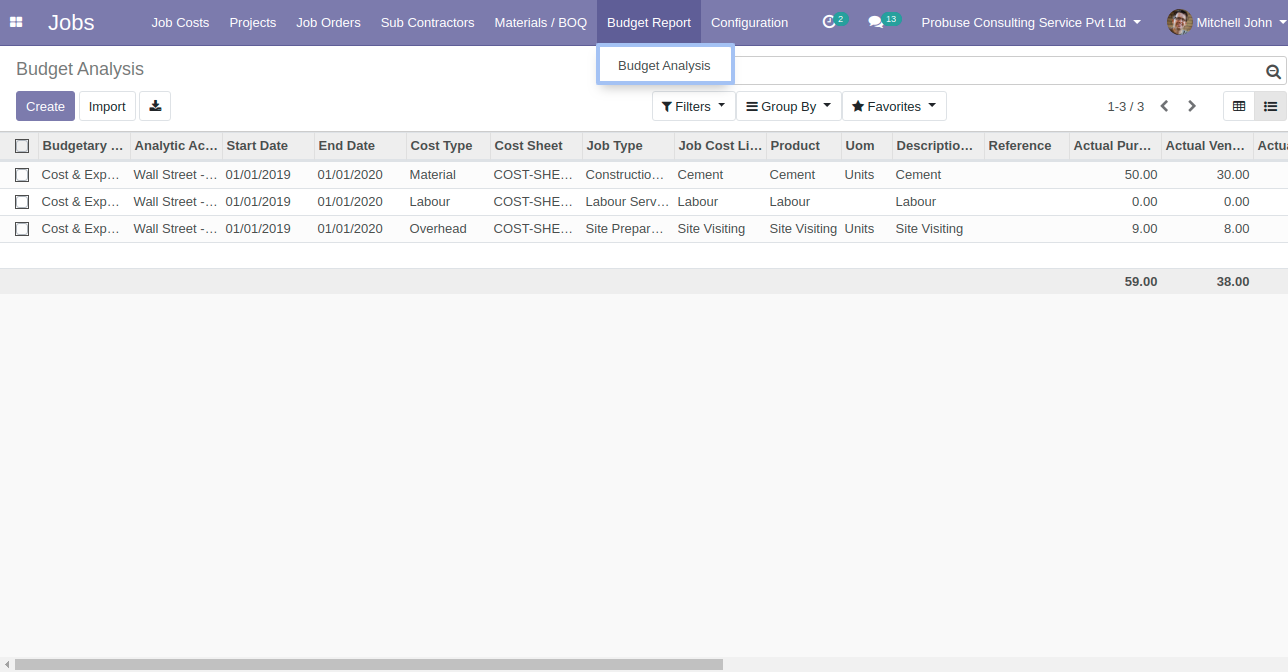 Jobs Job Costs Projects Job Orders Sub Contractors Materials / BOQ Budget Report Configuration 2 13 Probuse Consulting Service Pvt Ltd Mitchell John
Budget Analysis
Budget Analysis
Create Import Filters Group By Favorites 1-3 / 3
Budgetary ... Analytic Ac... Start Date End Date Cost Type Cost Sheet Job Type Job Cost Li... Product Uom Descriptio... Reference Actual Pur... Actual Ven... Actua
Cost & Exp... Wall Street -... 01/01/2019 01/01/2020 Material COST-SHE... Constructio... Cement Cement Units Cement 50.00 30.00
Cost & Exp... Wall Street -... 01/01/2019 01/01/2020 Labour COST-SHE... Labour Serv... Labour Labour Labour 0.00 0.00
Cost & Exp... Wall Street -... 01/01/2019 01/01/2020 Overhead COST-SHE... Site Prepar... Site Visiting Site Visiting Units Site Visiting 9.00 8.00
59.00 38.00